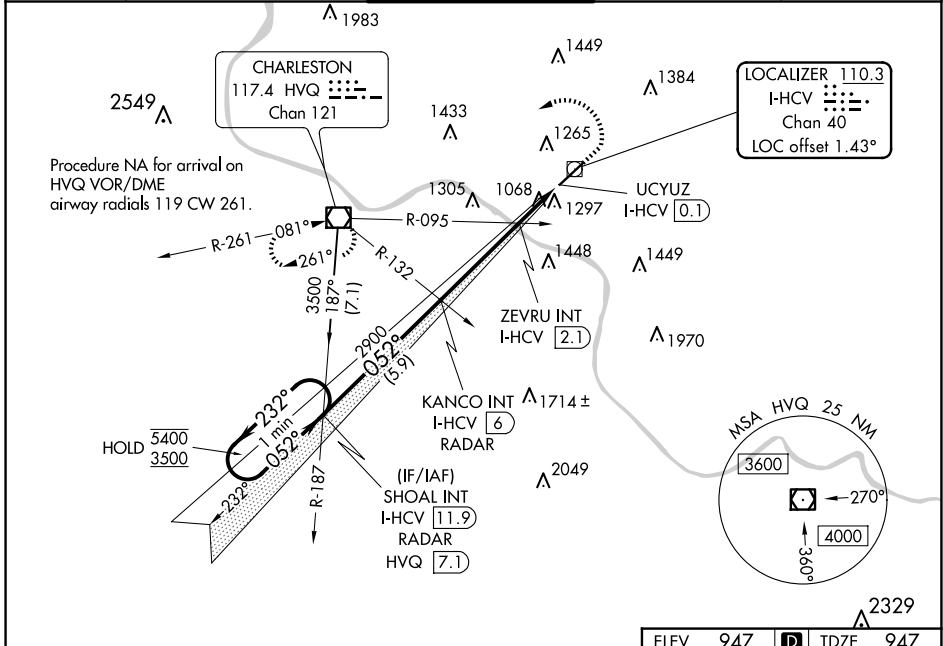 1983
1449
CHARLESTON
117.4 HVQ
Chan 121
LOCALIZER 110.3
I-HCV
Chan 40
LOC offset 1.43°
1384
2549
1433
1265
Procedure NA for arrival on
HVQ VOR/DME
airway radials 119 CW 261.
1305
1068
1297
UCYUZ
I-HCV 0.1
R-095
R-261
081°
261°
R-132
1448
1449
3500
187°
(7.1)
ZEVRU INT
I-HCV 2.1
1970
2900
052°
(5.9)
KANCO INT
I-HCV 6
RADAR
1714 ±
232°
1 min
052°
HOLD 5400
3500
MSA HVQ 25 NM
3600
270°
4000
360°
2049
232°
R-187
(IF/IAF)
SHOAL INT
I-HCV 11.9
RADAR
HVQ 7.1
2329
ELEV 947 D TDZE 947